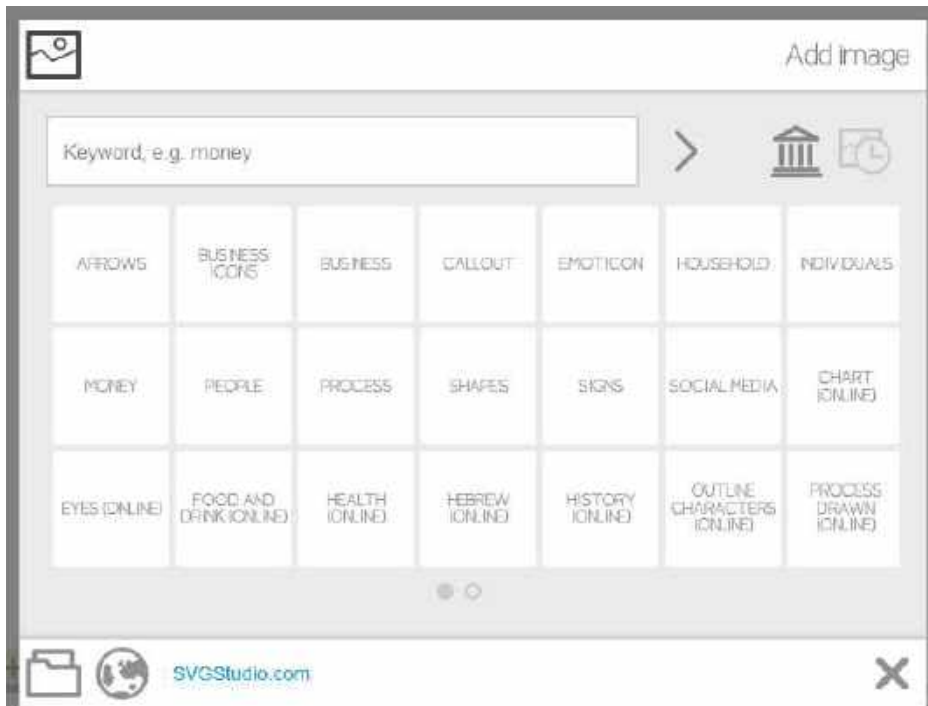 Add image
Keyword, e.g. money
ARROWS
BUSINESS
ICONS
BUSINESS
CALLOUT
EMOTICON
HOUSEHOLD
INDIVIDUALS
MONEY
PEOPLE
PROCESS
SHAPES
SIGNS
SOCIAL MEDIA
CHART
(ONLINE)
EYES (ONLINE)
FOOD AND
DRINK (ONLINE)
HEALTH
(ONLINE)
HEBREW
(ONLINE)
HISTORY
(ONLINE)
OUTLINE
CHARACTERS
(ONLINE)
PROCESS
DRAWN
(ONLINE)
SVGStudio.com